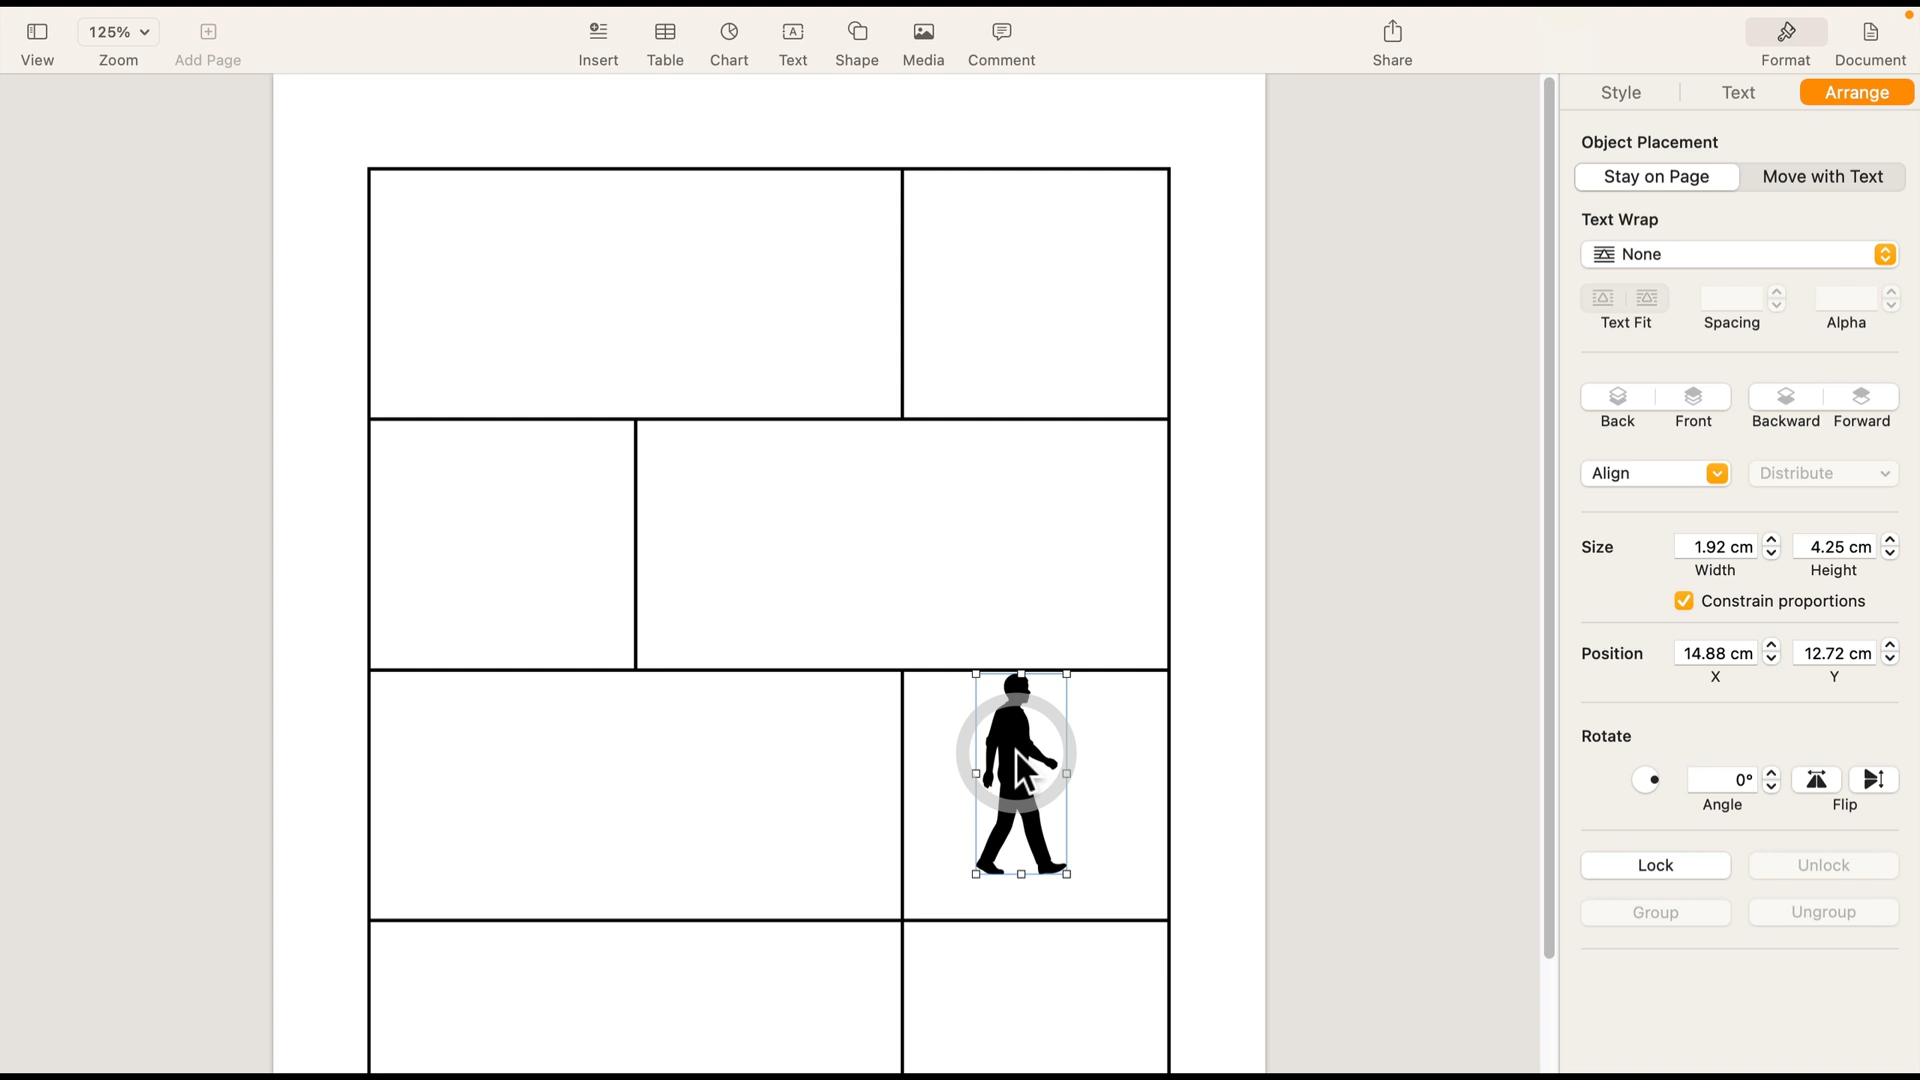 125%
View
Zoom
Add Page
Insert
Table
Chart
Text
Shape
Media
Comment
Share
Format
Document
Style
Text
Arrange
Object Placement
Stay on Page
Move with Text
Text Wrap
None
Text Fit
Spacing
Alpha
Back
Front
Backward
Forward
Align
Distribute
Size
1.92 cm
4.25 cm
Width
Height
Constrain proportions
Position
14.88 cm
12.72 cm
X
Y
Rotate
0°
Angle
Flip
Lock
Unlock
Group
Ungroup